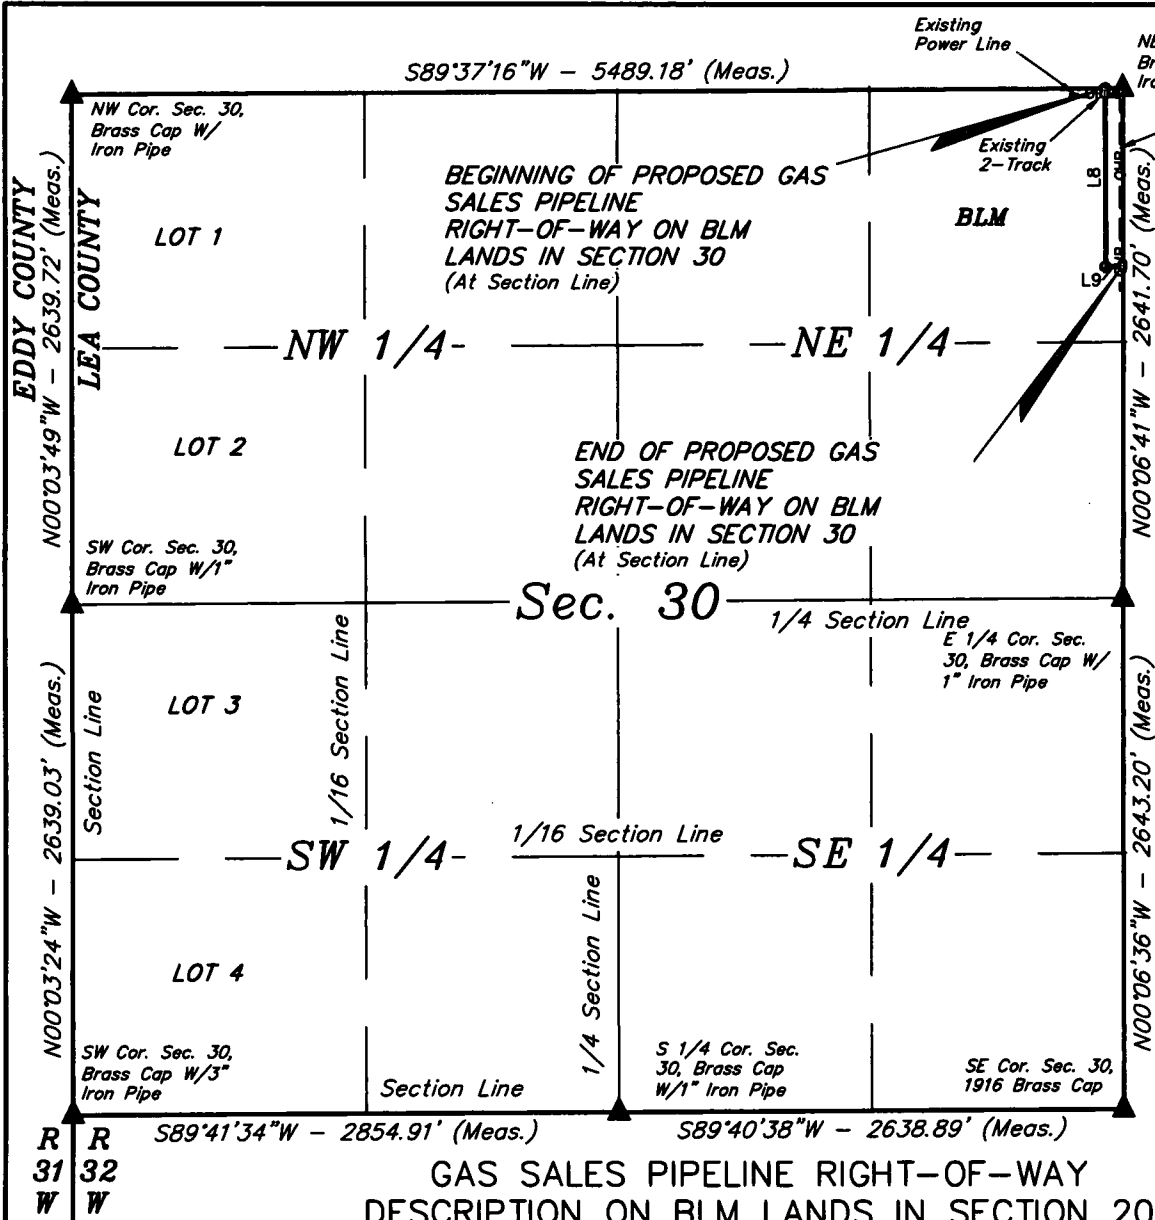 Existing
Power Line
S89°37'16"W - 5489.18' (Meas.)
NW Cor. Sec. 30,
Brass Cap W/
Iron Pipe
Existing
2-Track
BEGINNING OF PROPOSED GAS
SALES PIPELINE
RIGHT-OF-WAY ON BLM
LANDS IN SECTION 30
(At Section Line)
BLM
L8
L9
LOT 1
EDDY COUNTY
LEA COUNTY
N00°03'49"W - 2639.72' (Meas.)
N00°06'41"W - 2641.70' (Meas.)
NW 1/4
NE 1/4
LOT 2
END OF PROPOSED GAS
SALES PIPELINE
RIGHT-OF-WAY ON BLM
LANDS IN SECTION 30
(At Section Line)
SW Cor. Sec. 30,
Brass Cap W/1"
Iron Pipe
Sec. 30
1/4 Section Line
E 1/4 Cor. Sec.
30, Brass Cap W/
1" Iron Pipe
LOT 3
Section Line
1/16 Section Line
N00°03'24"W - 2639.03' (Meas.)
N00°06'36"W - 2643.20' (Meas.)
1/16 Section Line
SW 1/4
SE 1/4
1/4 Section Line
LOT 4
SW Cor. Sec. 30,
Brass Cap W/3"
Iron Pipe
Section Line
S 1/4 Cor. Sec.
30, Brass Cap
W/1" Iron Pipe
SE Cor. Sec. 30,
1916 Brass Cap
S89°41'34"W - 2854.91' (Meas.)
S89°40'38"W - 2638.89' (Meas.)
R R
31 32
W W
GAS SALES PIPELINE RIGHT-OF-WAY
DESCRIPTION ON BLM LANDS IN SECTION 20